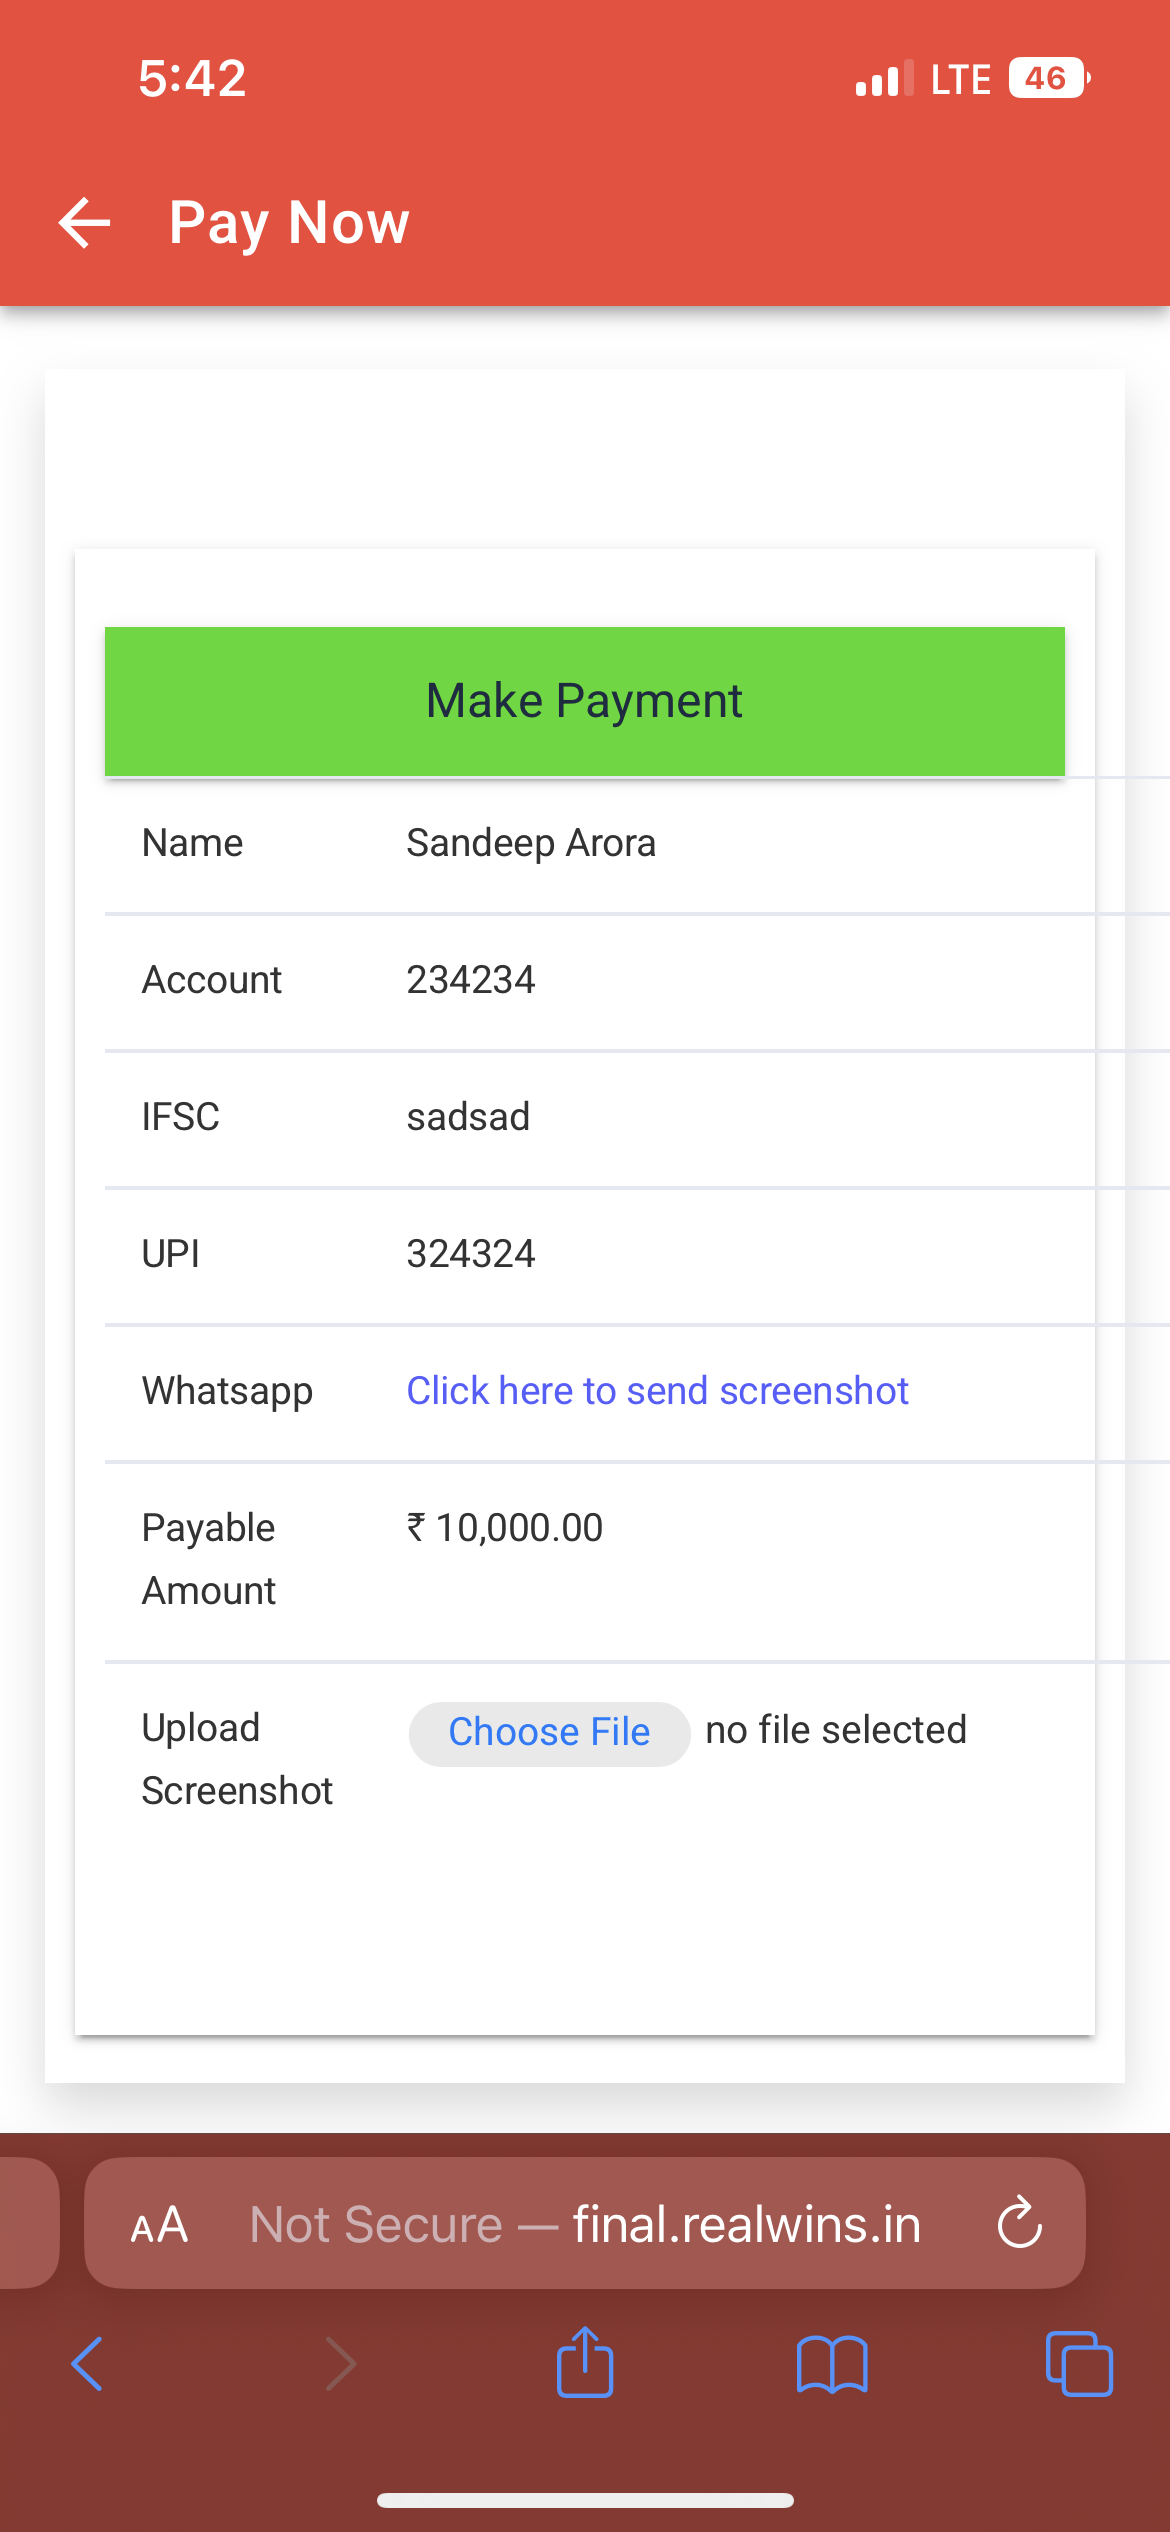 5:42
LTE 46
Pay Now
Make Payment
Name Sandeep Arora
Account 234234
IFSC sadsad
UPI 324324
Whatsapp Click here to send screenshot
Payable ₹ 10,000.00
Amount
Upload Choose File no file selected
Screenshot
AA Not Secure — final.realwins.in